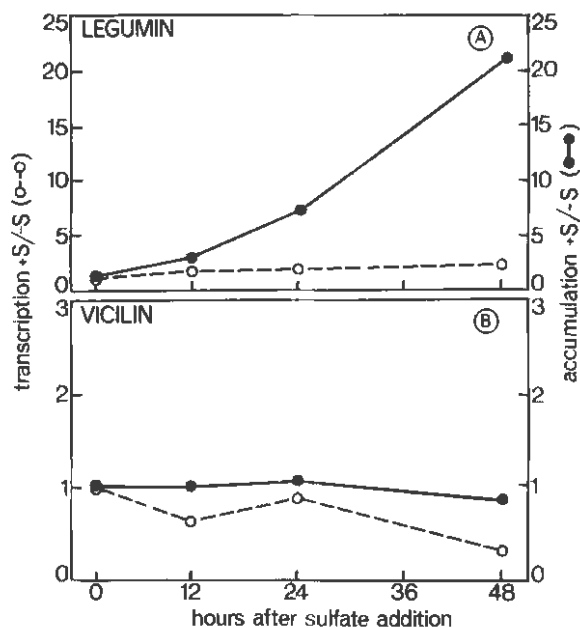 LEGUMIN
A
25
20
15
10
5
0
25
20
15
10
5
0
transcription +S/-S (o--o)
accumulation +S/-S (●-●)
VICILIN
B
3
2
1
0
3
2
1
0
0 12 24 36 48
hours after sulfate addition